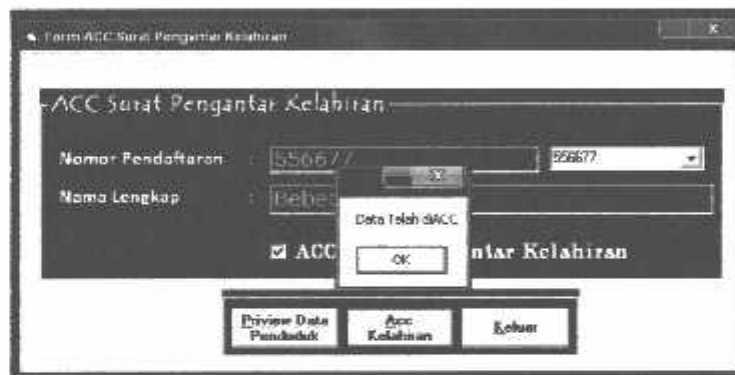 Form ACC Surat Pengantar Kelahiran
ACC Surat Pengantar Kelahiran
Nomor Pendaftaran : 556677 556677
Nama Lengkap :
Data Telah diACC
OK
ACC ntar Kelahiran
Priview Data Penduduk
Acc Kelahiran
Keluar